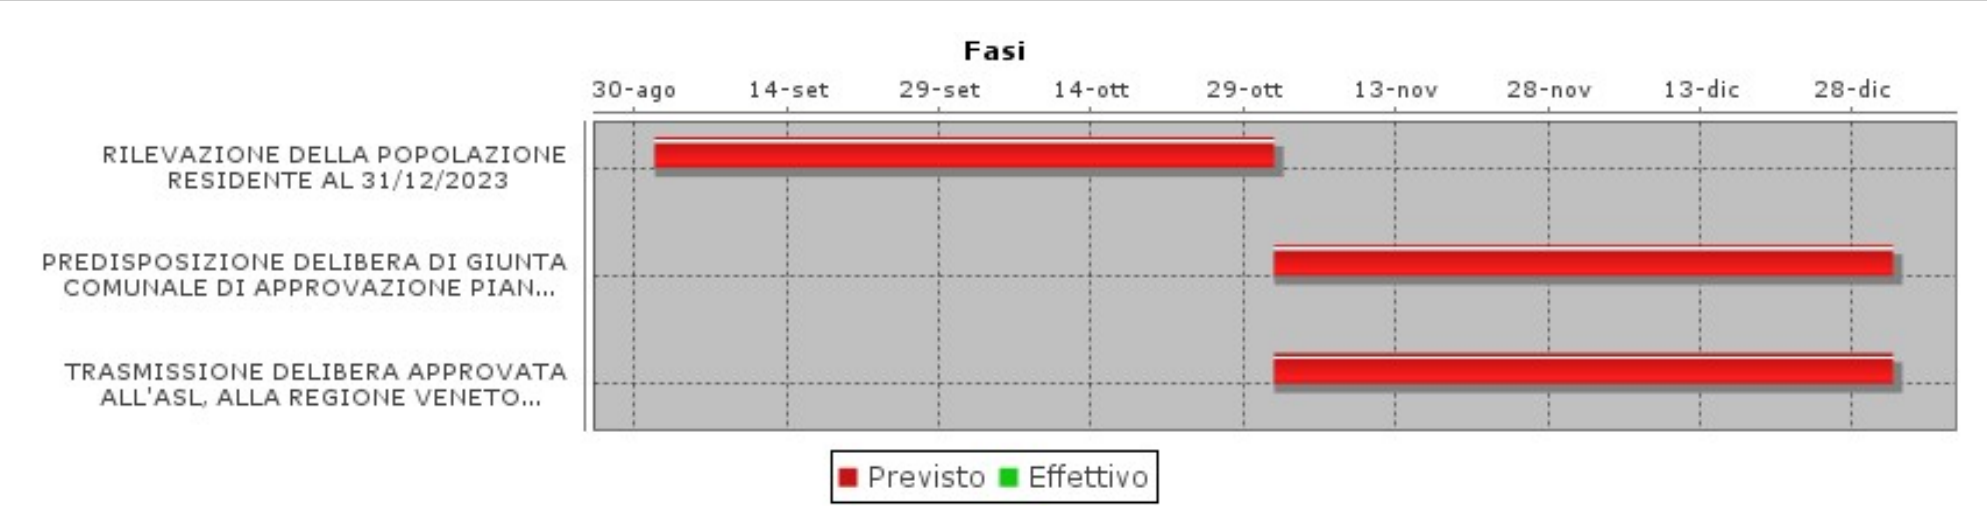 Fasi
30-ago 14-set 29-set 14-ott 29-ott 13-nov 28-nov 13-dic 28-dic
RILEVAZIONE DELLA POPOLAZIONE
RESIDENTE AL 31/12/2023
PREDISPOSIZIONE DELIBERA DI GIUNTA
COMUNALE DI APPROVAZIONE PIAN...
TRASMISSIONE DELIBERA APPROVATA
ALL'ASL, ALLA REGIONE VENETO...
Previsto Effettivo